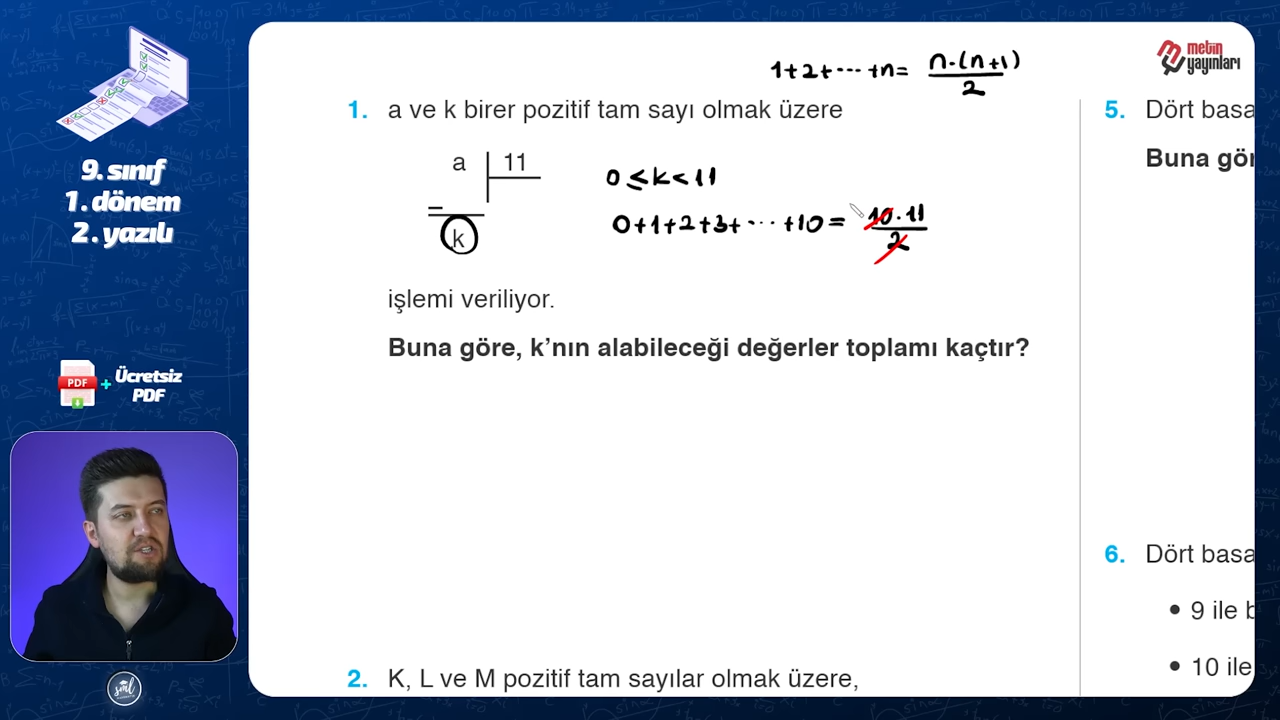 9. sınıf
1. dönem
2. yazılı
PDF
+ Ücretsiz
PDF
sml
metin
yayınları
1+2+···+n= n·(n+1)
2
1. a ve k birer pozitif tam sayı olmak üzere
a 11
k
0≤k<11
0+1+2+3+···+10= 10·11
2
işlemi veriliyor.
Buna göre, k’nın alabileceği değerler toplamı kaçtır?
2. K, L ve M pozitif tam sayılar olmak üzere,
5. Dört basa
Buna gör
6. Dört basa
• 9 ile b
• 10 ile